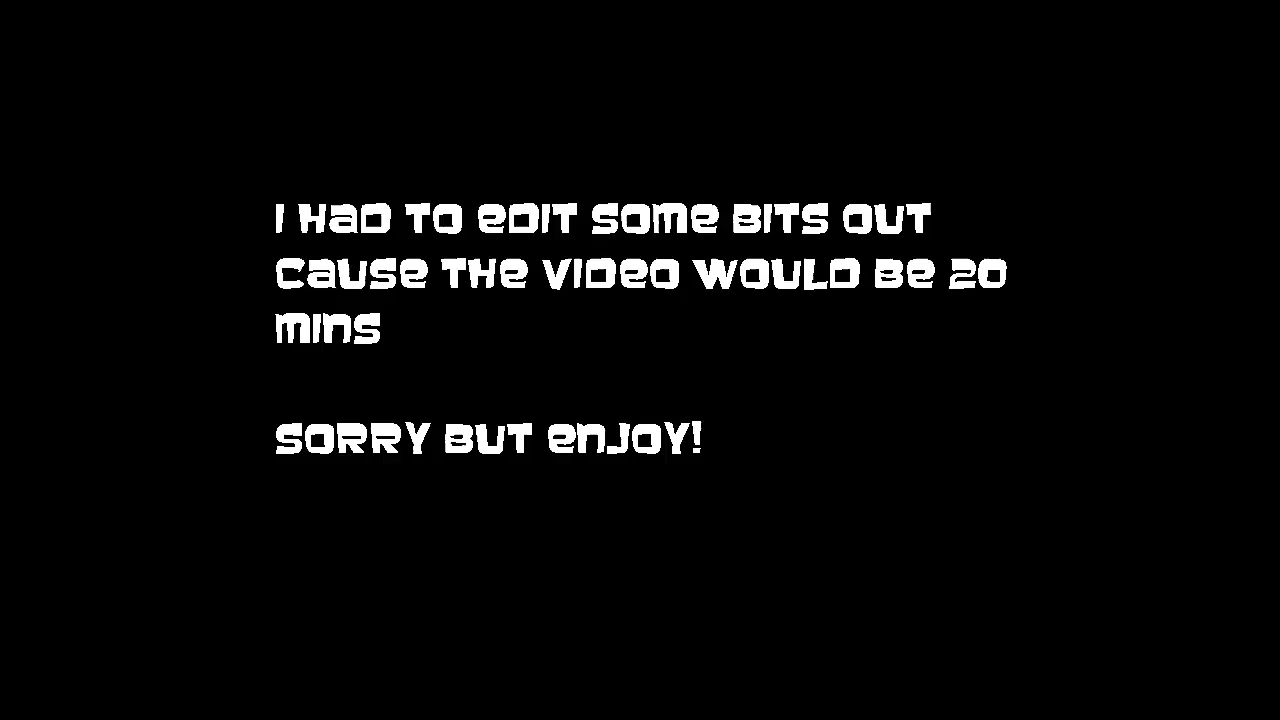 I HaD TO eDIT SOme BITS OUT
CaUSe THe VIDeO WOULD Be 20
mIns
SORRY BUT enJOY!